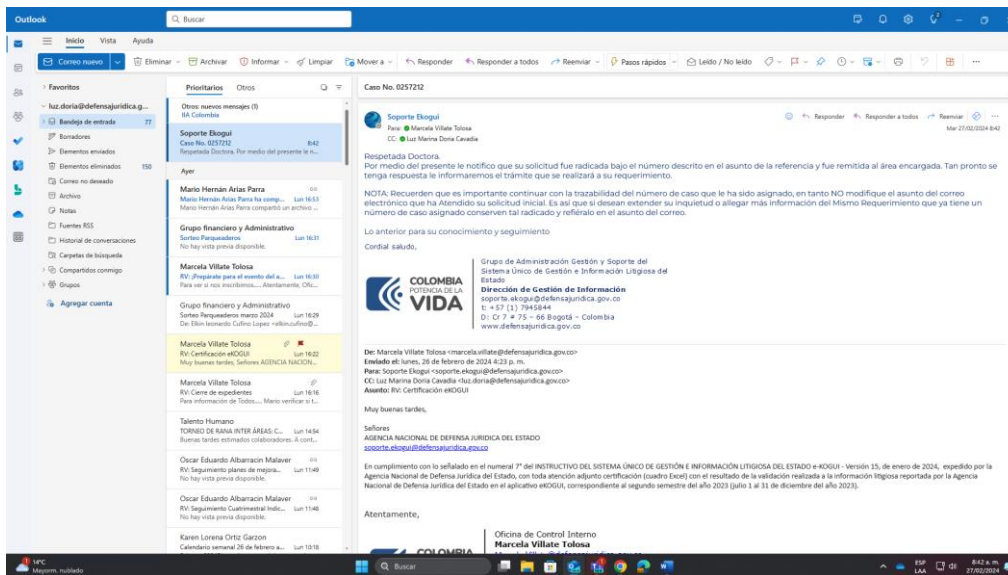 Outlook
Buscar
Inicio Vista Ayuda
Correo nuevo Eliminar Archivar Informar Limpiar Mover a Responder Responder a todos Reenviar Pasos rápidos Leído / No leído
Favoritos
luz.doria@defensajuridica.g...
Bandeja de entrada 77
Borradores
Elementos enviados
Elementos eliminados 150
Correo no deseado
Archivo
Notas
Fuentes RSS
Historial de conversaciones
Carpetas de búsqueda
Compartidos conmigo
Grupos
Agregar cuenta
Prioritarios Otros
Otros: nuevos mensajes (1)
IIA Colombia
Soporte Ekogui
Caso No. 0257212 8:42
Respetada Doctora. Por medio del presente le n...
Ayer
Mario Hernán Arias Parra
Mario Hernán Arias Parra ha comp... Lun 16:53
Mario Hernán Arias Parra compartió un archivo ...
Grupo financiero y Administrativo
Sorteo Parqueaderos Lun 16:31
No hay vista previa disponible.
Marcela Villate Tolosa
RV: ¡Prepárate para el evento del a... Lun 16:30
Para ver si nos inscribimos.... Atentamente, Ofic...
Grupo financiero y Administrativo
Sorteo Parqueaderos marzo 2024 Lun 16:29
De: Elkin leonardo Cufino Lopez <elkin.cufino@...
Marcela Villate Tolosa
RV: Certificación eKOGUI Lun 16:22
Muy buenas tardes, Señores AGENCIA NACION...
Marcela Villate Tolosa
RV: Cierre de expedientes Lun 16:16
Para información de Todos..... Mario verificar si t...
Talento Humano
TORNEO DE RANA INTER ÁREAS: C... Lun 14:54
Buenas tardes estimados colaboradores. A cont...
Oscar Eduardo Albarracin Malaver
RV: Seguimiento planes de mejora... Lun 11:49
No hay vista previa disponible.
Oscar Eduardo Albarracin Malaver
RV: Seguimiento Cuatrimestral Indic... Lun 11:48
No hay vista previa disponible.
Karen Lorena Ortiz Garzon
Calendario semanal 26 de febrero a... Lun 10:18
Caso No. 0257212
Soporte Ekogui
Para: Marcela Villate Tolosa
CC: Luz Marina Doria Cavadia
Responder Responder a todos Reenviar
Mar 27/02/2024 8:42
Respetada Doctora.
Por medio del presente le notifico que su solicitud fue radicada bajo el número descrito en el asunto de la referencia y fue remitida al área encargada. Tan pronto se
tenga respuesta le informaremos el trámite que se realizará a su requerimiento.
NOTA: Recuerden que es importante continuar con la trazabilidad del número de caso que le ha sido asignado, en tanto NO modifique el asunto del correo
electrónico que ha Atendido su solicitud inicial. Es así que si desean extender su inquietud o allegar más información del Mismo Requerimiento que ya tiene un
número de caso asignado conserven tal radicado y refiéralo en el asunto del correo.
Lo anterior para su conocimiento y seguimiento
Cordial saludo,
COLOMBIA
POTENCIA DE LA
VIDA
Grupo de Administración Gestión y Soporte del
Sistema Único de Gestión e Información Litigiosa del
Estado
Dirección de Gestión de Información
soporte.ekogui@defensajuridica.gov.co
t: +57 (1) 7945844
D: Cr 7 # 75 – 66 Bogotá – Colombia
www.defensajuridica.gov.co
De: Marcela Villate Tolosa <marcela.villate@defensajuridica.gov.co>
Enviado el: lunes, 26 de febrero de 2024 4:23 p. m.
Para: Soporte Ekogui <soporte.ekogui@defensajuridica.gov.co>
CC: Luz Marina Doria Cavadia <luz.doria@defensajuridica.gov.co>
Asunto: RV: Certificación eKOGUI
Muy buenas tardes,
Señores
AGENCIA NACIONAL DE DEFENSA JURIDICA DEL ESTADO
soporte.ekogui@defensajuridica.gov.co
En cumplimiento con lo señalado en el numeral 7° del INSTRUCTIVO DEL SISTEMA ÚNICO DE GESTIÓN E INFORMACIÓN LITIGIOSA DEL ESTADO e-KOGUI - Versión 15, de enero de 2024, expedido por la
Agencia Nacional de Defensa Jurídica del Estado, con toda atención adjunto certificación (cuadro Excel) con el resultado de la validación realizada a la información litigiosa reportada por la Agencia
Nacional de Defensa Jurídica del Estado en el aplicativo eKOGUI, correspondiente al segundo semestre del año 2023 (julio 1 al 31 de diciembre del año 2023).
Atentamente,
Oficina de Control Interno
Marcela Villate Tolosa
COLOMBIA
14°C
Mayorm. nublado
Buscar
ESP
LAA
8:42 a. m.
27/02/2024